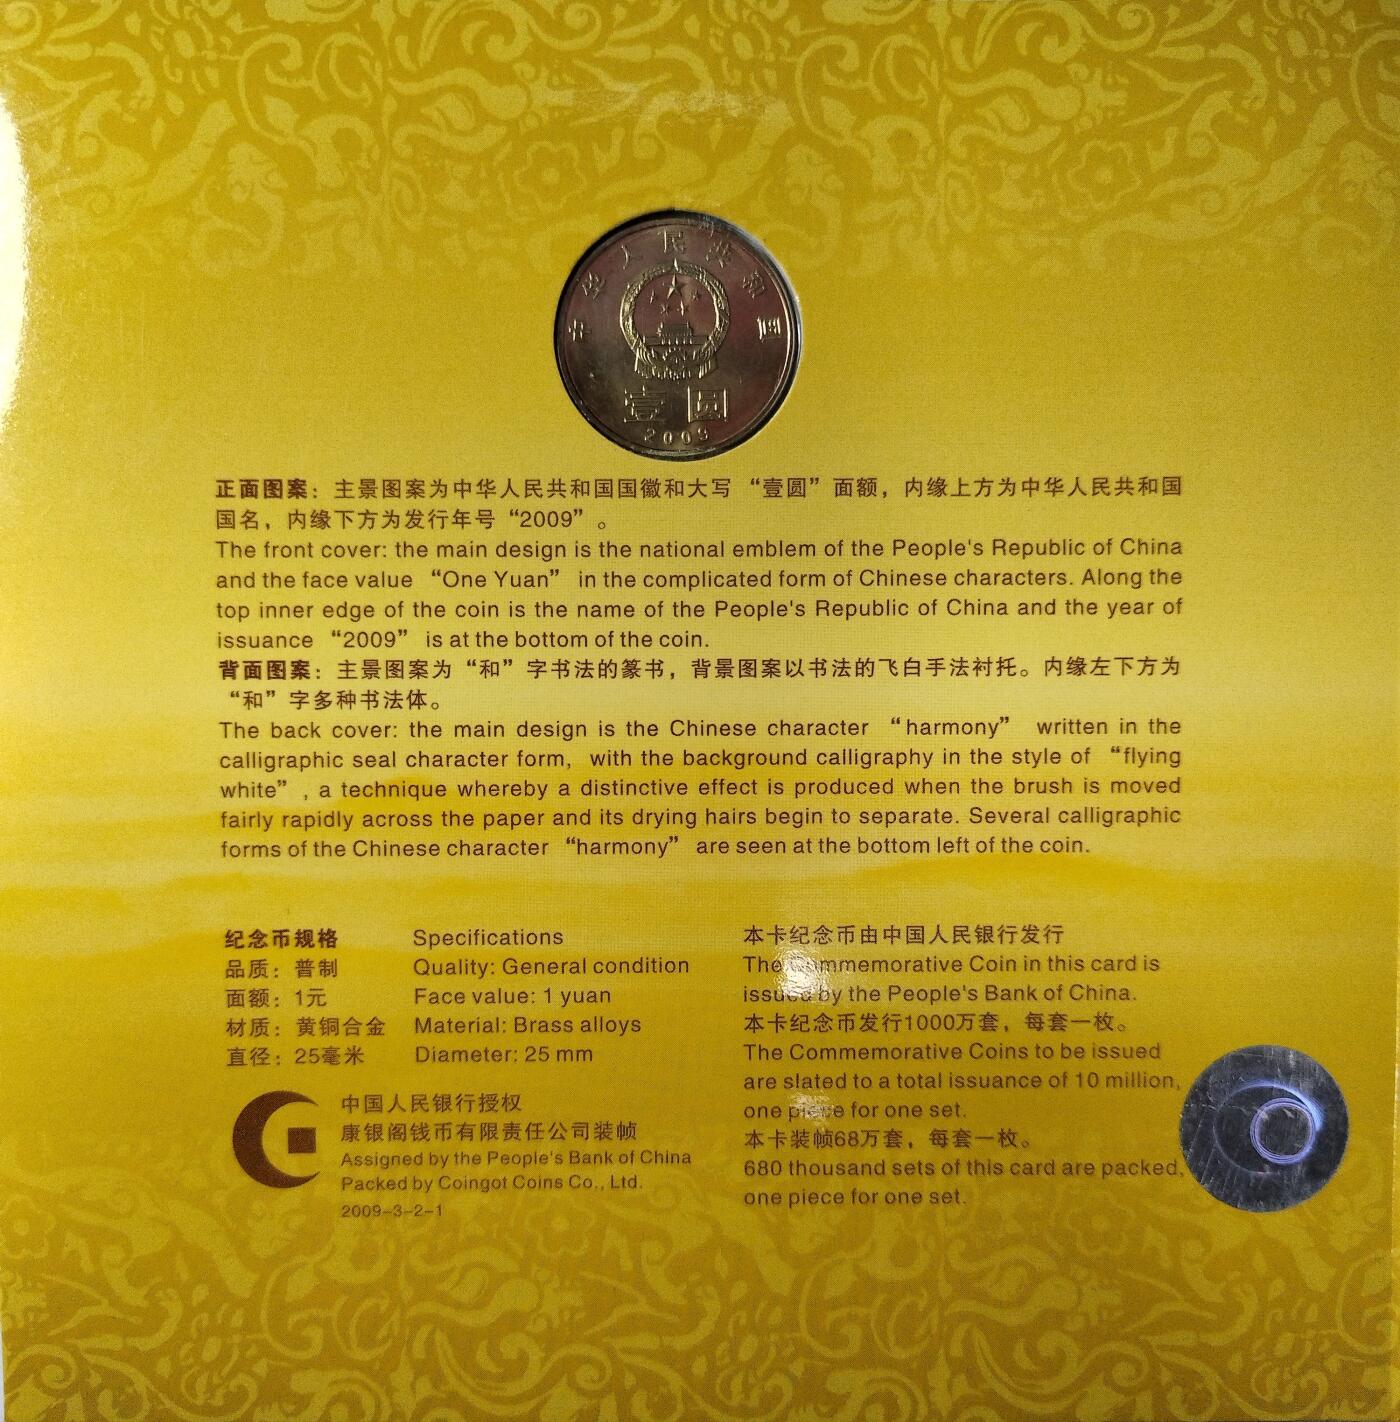 中华人民共和国
壹圆
2009
正面图案：主景图案为中华人民共和国国徽和大写“壹圆”面额，内缘上方为中华人民共和国
国名，内缘下方为发行年号“2009”。
The front cover: the main design is the national emblem of the People's Republic of China
and the face value “One Yuan” in the complicated form of Chinese characters. Along the
top inner edge of the coin is the name of the People's Republic of China and the year of
issuance “2009” is at the bottom of the coin.
背面图案：主景图案为“和”字书法的篆书，背景图案以书法的飞白手法衬托。内缘左下方为
“和”字多种书法体。
The back cover: the main design is the Chinese character “harmony” written in the
calligraphic seal character form, with the background calligraphy in the style of “flying
white”, a technique whereby a distinctive effect is produced when the brush is moved
fairly rapidly across the paper and its drying hairs begin to separate. Several calligraphic
forms of the Chinese character “harmony” are seen at the bottom left of the coin.
纪念币规格 Specifications
品质：普制 Quality: General condition
面额：1元 Face value: 1 yuan
材质：黄铜合金 Material: Brass alloys
直径：25毫米 Diameter: 25 mm
中国人民银行授权
康银阁钱币有限责任公司装帧
Assigned by the People's Bank of China
Packed by Coingot Coins Co., Ltd.
2009-3-2-1
本卡纪念币由中国人民银行发行
The Commemorative Coin in this card is
issued by the People's Bank of China.
本卡纪念币发行1000万套，每套一枚。
The Commemorative Coins to be issued
are slated to a total issuance of 10 million,
one piece for one set.
本卡装帧68万套，每套一枚。
680 thousand sets of this card are packed,
one piece for one set.